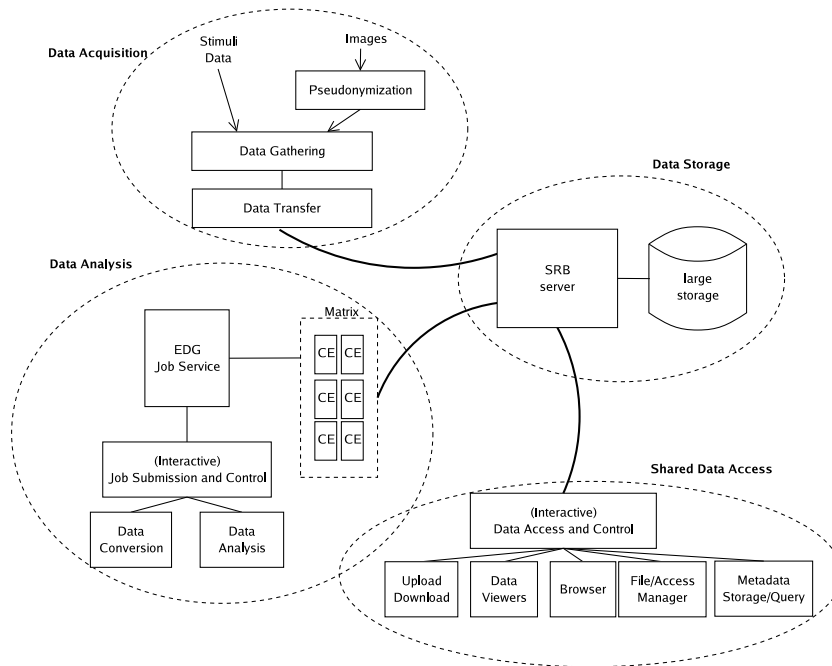 Data Acquisition
Stimuli
Data
Images
Pseudonymization
Data Gathering
Data Transfer
Data Storage
SRB
server
large
storage
Data Analysis
Matrix
EDG
Job Service
CE CE
CE CE
CE CE
(Interactive)
Job Submission and Control
Data
Conversion
Data
Analysis
Shared Data Access
(Interactive)
Data Access and Control
Upload
Download
Data
Viewers
Browser
File/Access
Manager
Metadata
Storage/Query